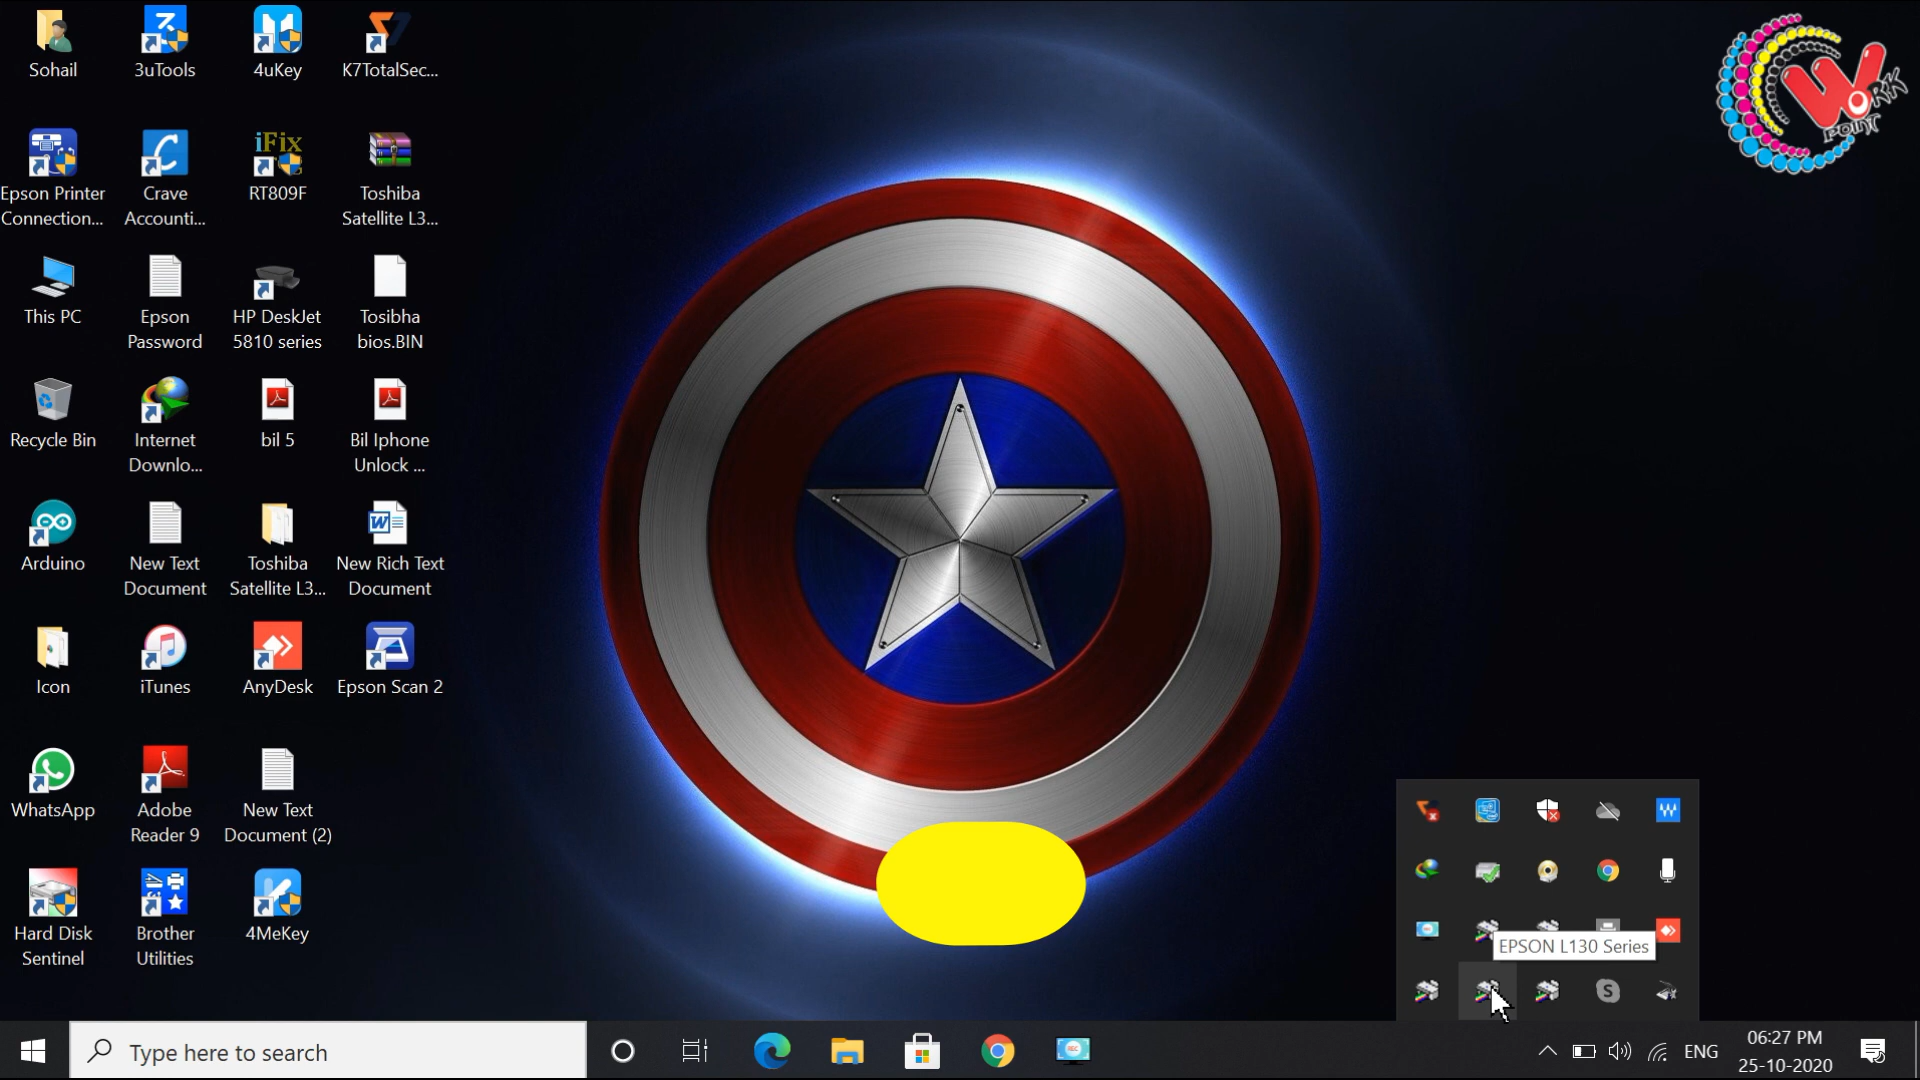 Sohail
3uTools
4uKey
K7TotalSec...
Epson Printer
Connection...
Crave
Accounti...
iFix
RT809F
Toshiba
Satellite L3...
This PC
Epson
Password
HP DeskJet
5810 series
Tosibha
bios.BIN
Recycle Bin
Internet
Downlo...
bil 5
Bil Iphone
Unlock ...
Arduino
New Text
Document
Toshiba
Satellite L3...
New Rich Text
Document
Icon
iTunes
AnyDesk
Epson Scan 2
WhatsApp
Adobe
Reader 9
New Text
Document (2)
Hard Disk
Sentinel
Brother
Utilities
4MeKey
WORK
POINT
EPSON L130 Series
Type here to search
REC
ENG
06:27 PM
25-10-2020